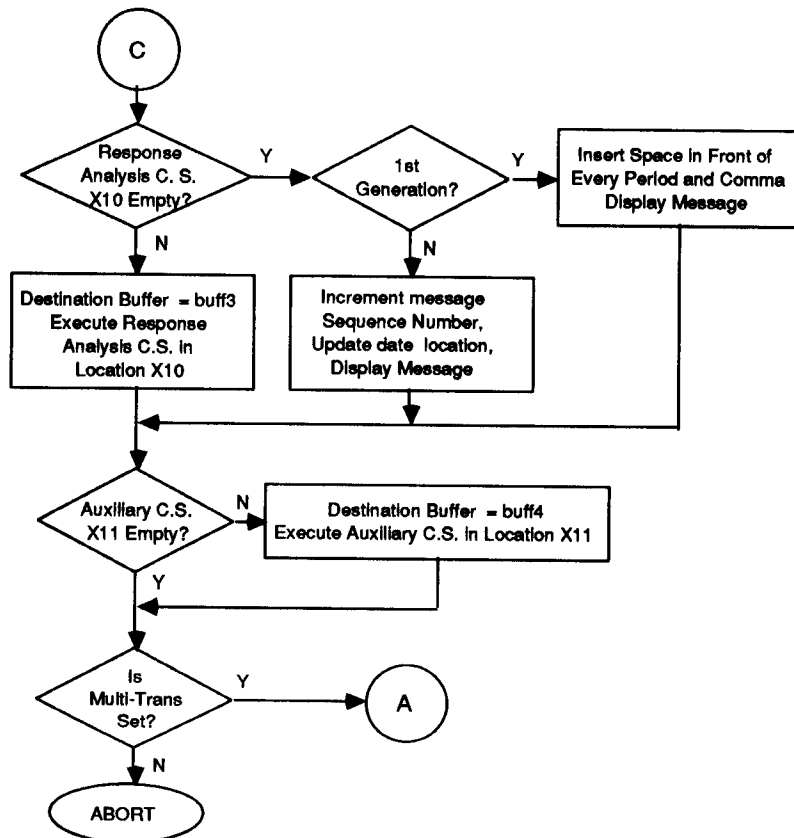 C
Response
Analysis C. S.
X10 Empty?
Y
1st
Generation?
Y
Insert Space in Front of
Every Period and Comma
Display Message
N
N
Destination Buffer = buff3
Execute Response
Analysis C.S. in
Location X10
Increment message
Sequence Number,
Update date location,
Display Message
Auxiliary C.S.
X11 Empty?
N
Destination Buffer = buff4
Execute Auxiliary C.S. in Location X11
Y
Is
Multi-Trans
Set?
Y
A
N
ABORT